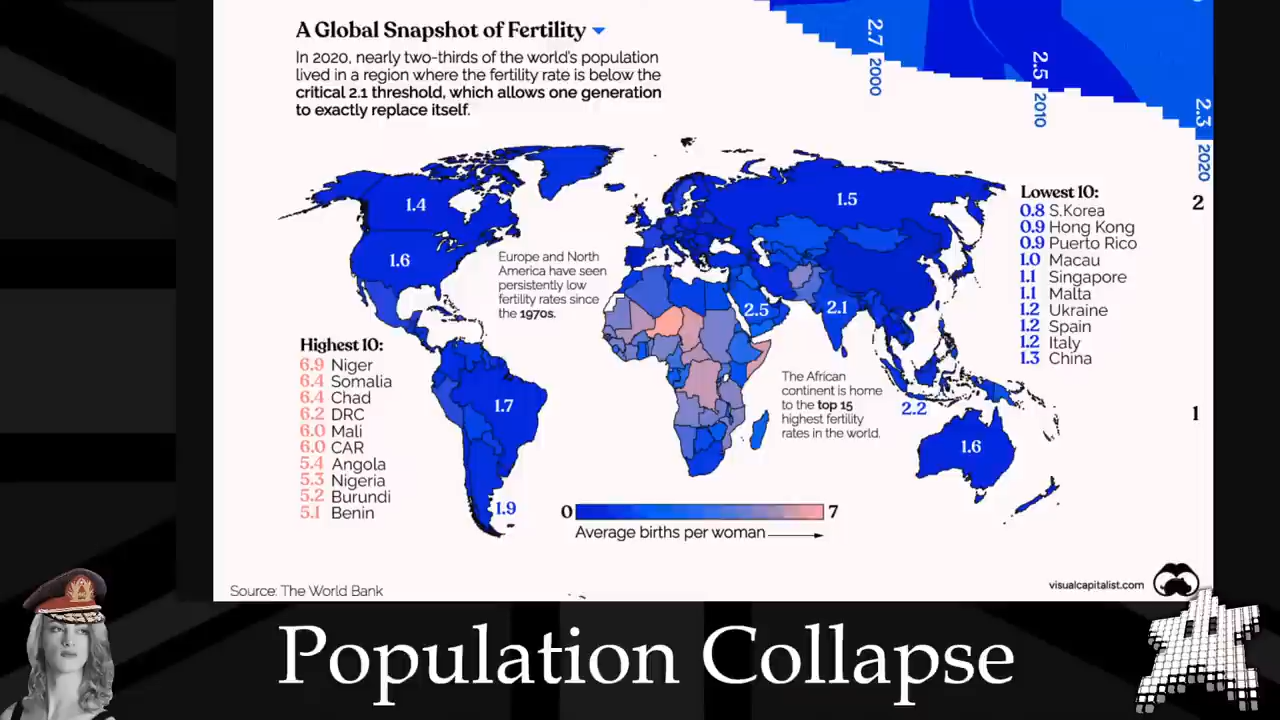 A Global Snapshot of Fertility
In 2020, nearly two-thirds of the world's population
lived in a region where the fertility rate is below the
critical 2.1 threshold, which allows one generation
to exactly replace itself.
2.7
2000
2.5
2010
2.3
2020
2
1
1.4
1.6
1.5
Europe and North
America have seen
persistently low
fertility rates since
the 1970s.
2.5
2.1
Lowest 10:
0.8 S.Korea
0.9 Hong Kong
0.9 Puerto Rico
1.0 Macau
1.1 Singapore
1.1 Malta
1.2 Ukraine
1.2 Spain
1.2 Italy
1.3 China
Highest 10:
6.9 Niger
6.4 Somalia
6.4 Chad
6.2 DRC
6.0 Mali
6.0 CAR
5.4 Angola
5.3 Nigeria
5.2 Burundi
5.1 Benin
1.7
1.9
The African
continent is home
to the top 15
highest fertility
rates in the world.
2.2
1.6
0
7
Average births per woman
Source: The World Bank
visualcapitalist.com
Population Collapse